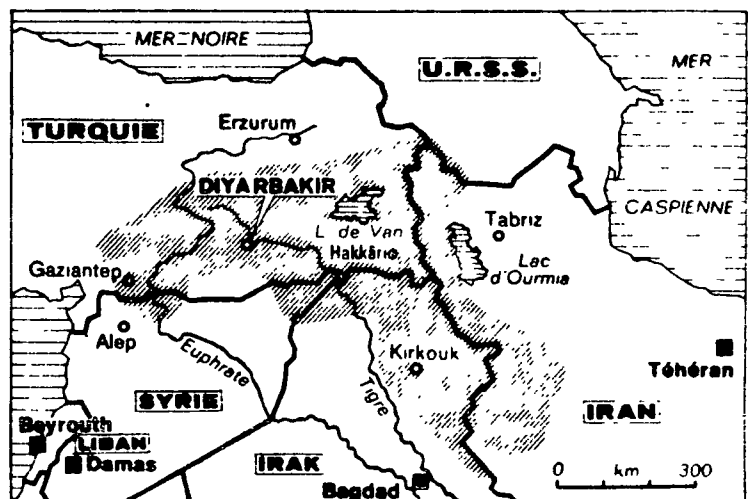 MER NOIRE
U.R.S.S.
MER
CASPIENNE
TURQUIE
Erzurum
DIYARBAKIR
L. de Van
Hakkâri
Tabriz
Lac
d'Ourmia
Gaziantep
Alep
Euphrate
Kirkouk
Tigre
Téhéran
SYRIE
IRAN
Beyrouth
LIBAN
Damas
IRAK
Bagdad
0 km 300